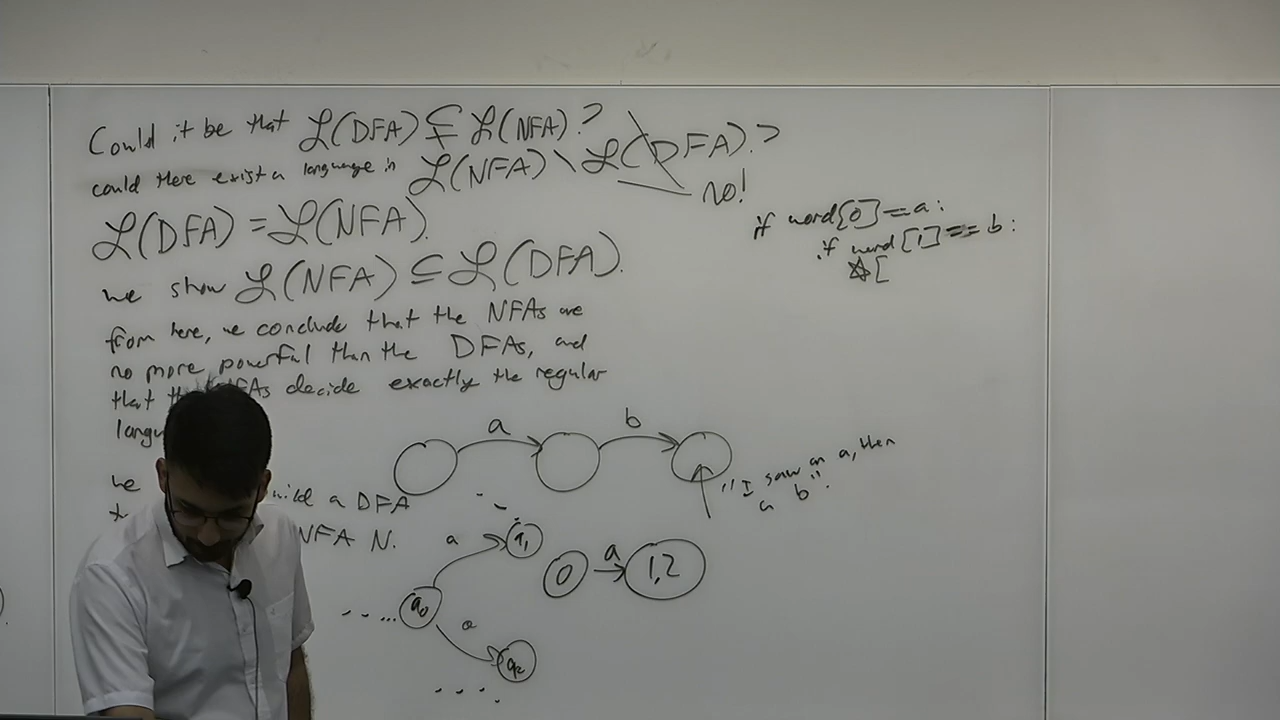 Could it be that ℒ(DFA) ⊊ ℒ(NFA)?
could there exist a language in ℒ(NFA) \ ℒ(DFA)?
no!
ℒ(DFA) = ℒ(NFA).
we show ℒ(NFA) ⊆ ℒ(DFA).
from here, we conclude that the NFAs are
no more powerful than the DFAs, and
that the NFAs decide exactly the regular
langu
we build a DFA
NFA N.
if word[0] == a:
if word[1] == b:
☆[
a b
"I saw an a, then
a b".
a q1
0 a 1,2
q0
a
q2